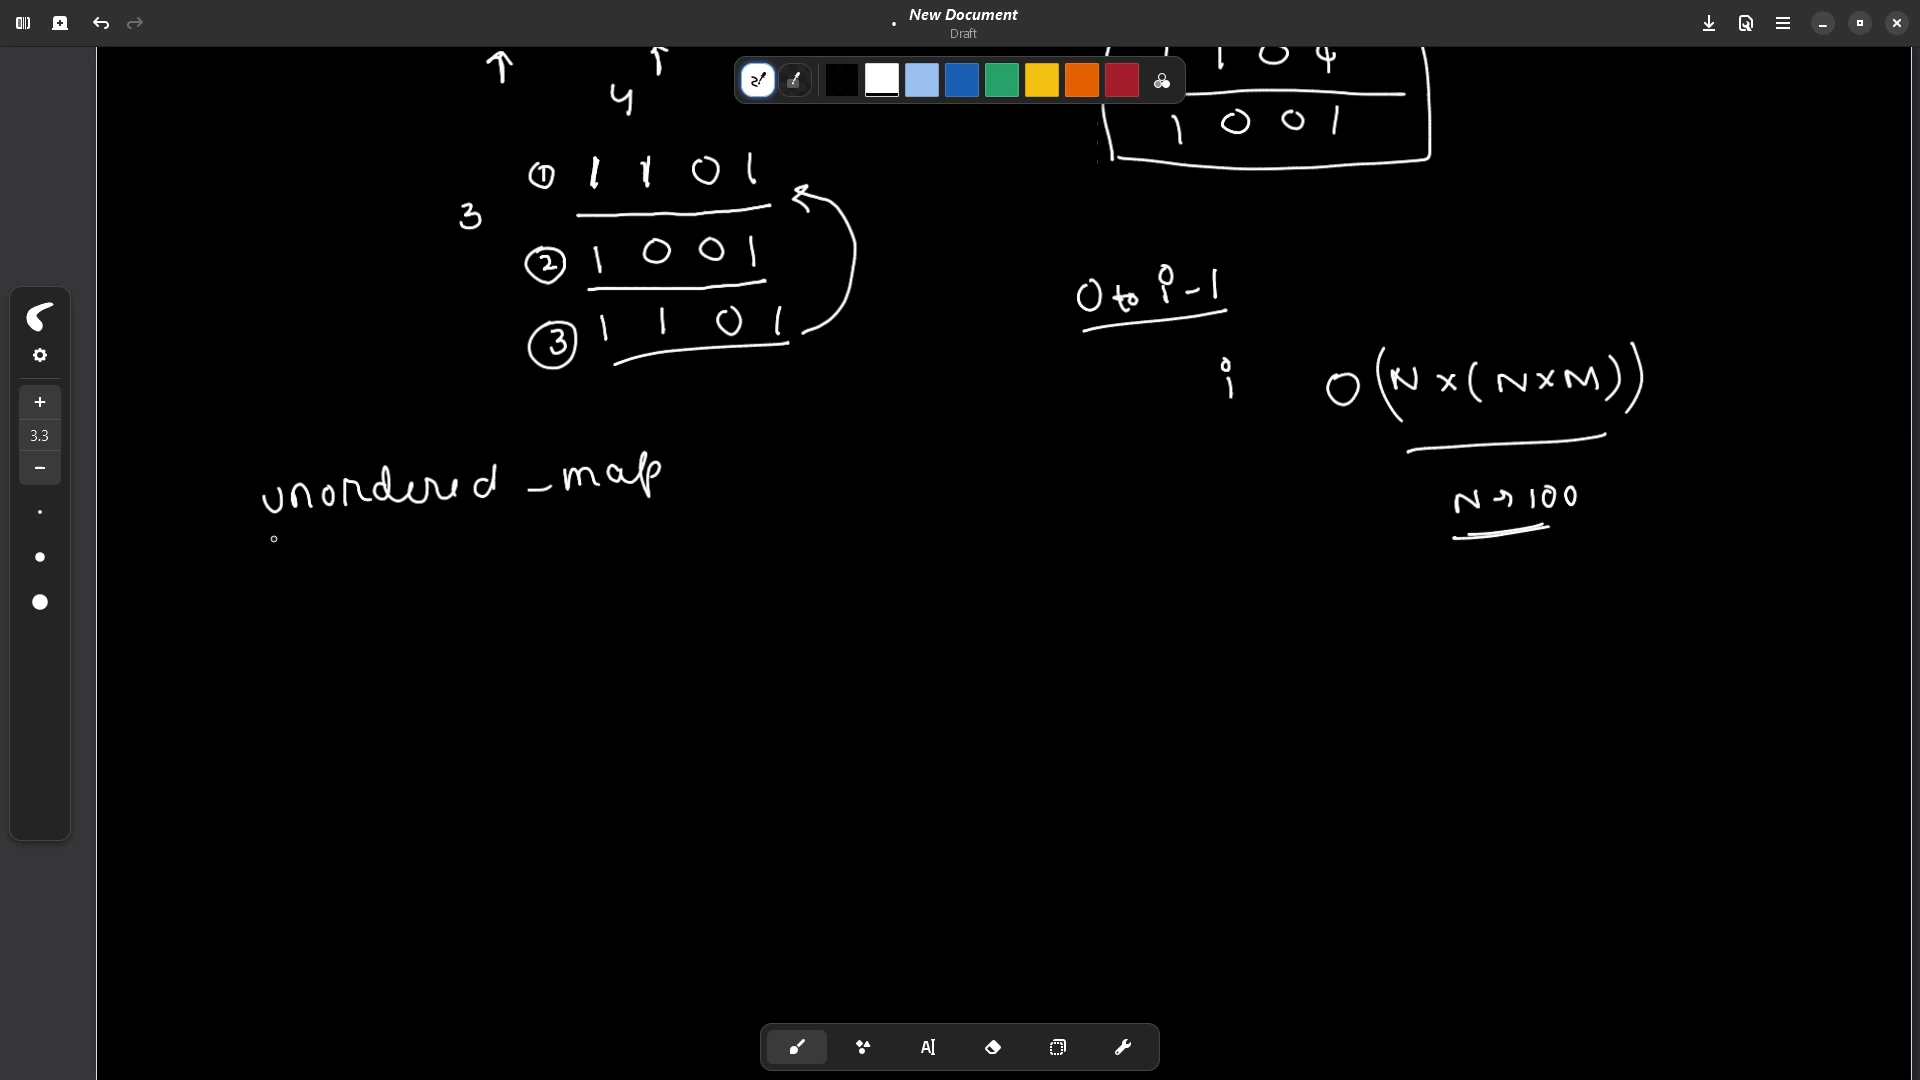 New Document
Draft
1 0 0 1
4
① 1 1 0 1
3
② 1 0 0 1
③ 1 1 0 1
0 to i - 1
i
O(N × (N × M))
unordered_map
N → 100
3.3